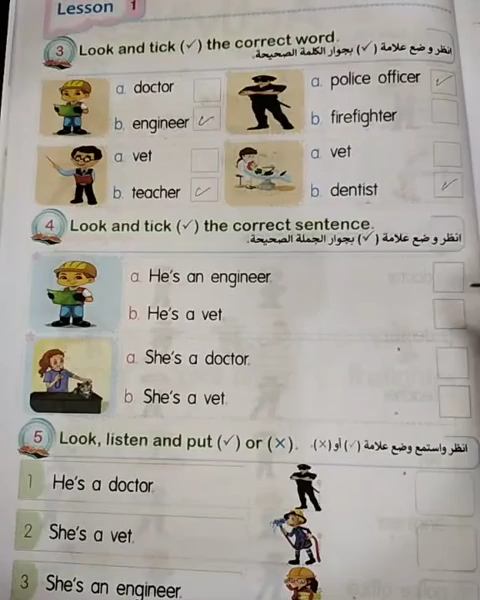 Lesson 1
3 Look and tick (✓) the correct word.
انظر وضع علامة (✓) بجوار الكلمة الصحيحة.
a. doctor
b. engineer ✓
a. police officer ✓
b. firefighter
a. vet
b. teacher ✓
a. vet
b. dentist ✓
4 Look and tick (✓) the correct sentence.
انظر وضع علامة (✓) بجوار الجملة الصحيحة.
a. He's an engineer.
b. He's a vet.
a. She's a doctor.
b. She's a vet.
5 Look, listen and put (✓) or (×).
انظر واستمع وضع علامة (✓) أو (×).
1 He's a doctor.
2 She's a vet.
3 She's an engineer.